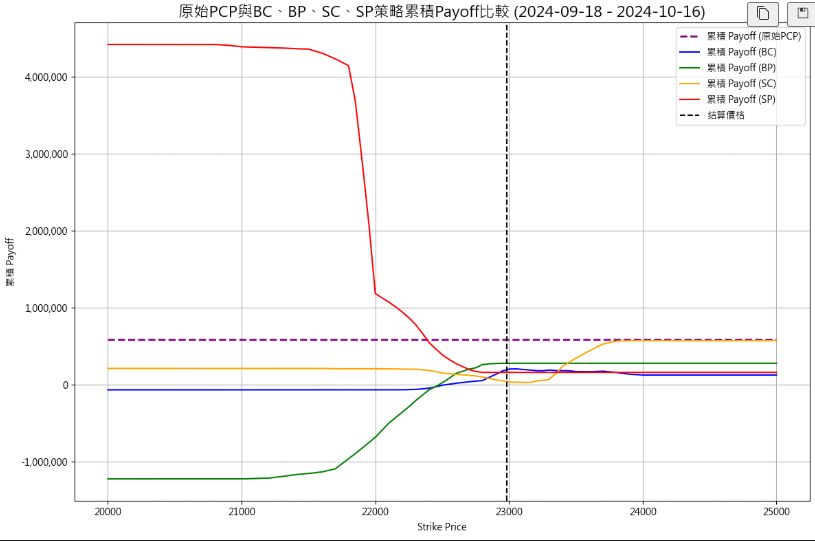 原始PCP與BC、BP、SC、SP策略累積Payoff比較 (2024-09-18 - 2024-10-16)
累積 Payoff (原始PCP)
累積 Payoff (BC)
累積 Payoff (BP)
累積 Payoff (SC)
累積 Payoff (SP)
結算價格
累積 Payoff
4,000,000
3,000,000
2,000,000
1,000,000
0
-1,000,000
20000
21000
22000
23000
24000
25000
Strike Price